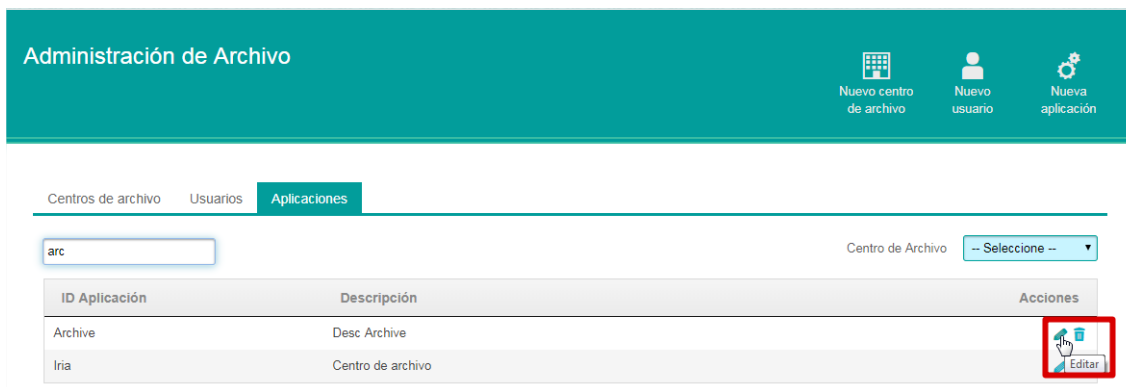 Administración de Archivo
Nuevo centro de archivo
Nuevo usuario
Nueva aplicación
Centros de archivo Usuarios Aplicaciones
arc Centro de Archivo -- Seleccione --
ID Aplicación Descripción Acciones
Archive Desc Archive
Iria Centro de archivo
Editar